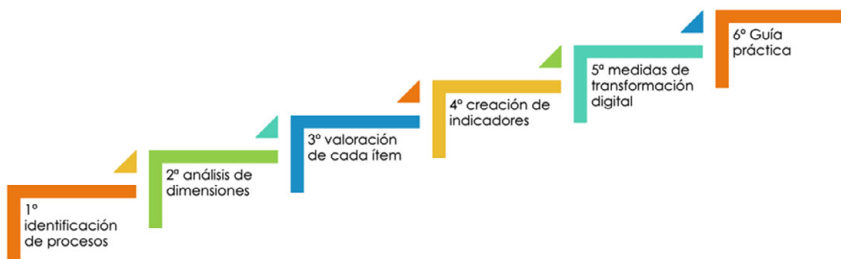 1º
identificación
de procesos
2ª análisis de
dimensiones
3º valoración
de cada ítem
4º creación de
indicadores
5ª medidas de
transformación
digital
6º Guía
práctica